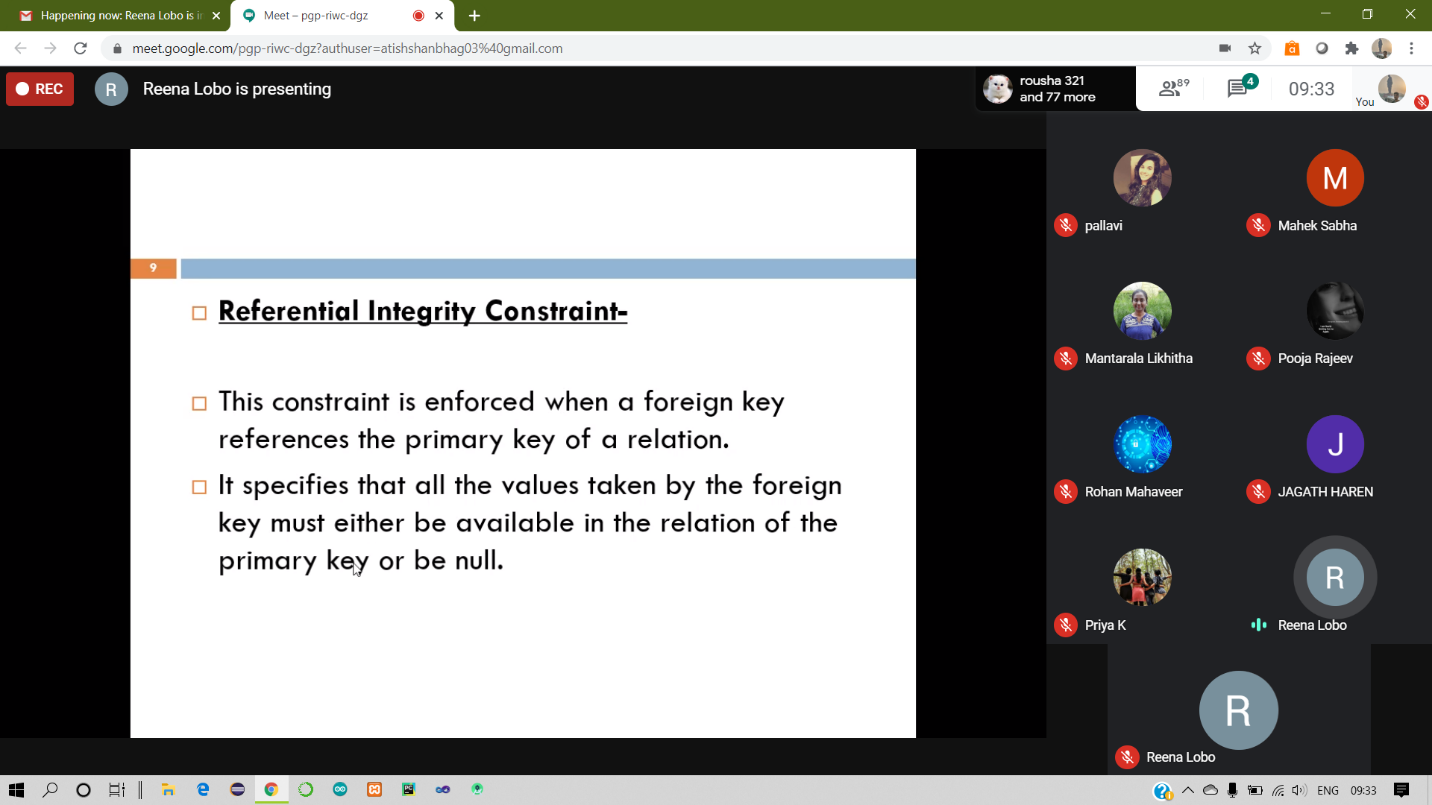 Happening now: Reena Lobo is in
Meet – pgp-riwc-dgz
meet.google.com/pgp-riwc-dgz?authuser=atishshanbhag03%40gmail.com
REC
R
Reena Lobo is presenting
rousha 321
and 77 more
89
4
09:33
You
9
Referential Integrity Constraint-
This constraint is enforced when a foreign key
references the primary key of a relation.
It specifies that all the values taken by the foreign
key must either be available in the relation of the
primary key or be null.
pallavi
M
Mahek Sabha
Mantarala Likhitha
Pooja Rajeev
Rohan Mahaveer
J
JAGATH HAREN
Priya K
R
Reena Lobo
R
Reena Lobo
ENG
09:33